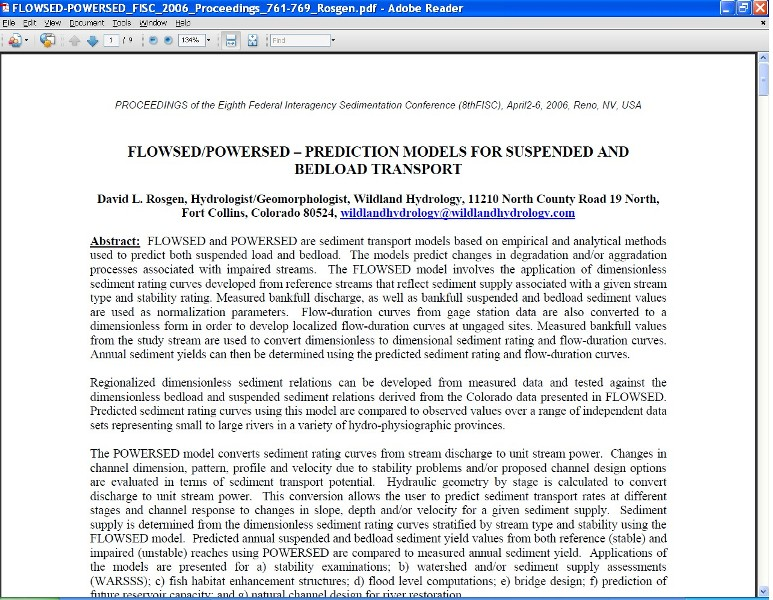 FLOWSED-POWERSED_FISC_2006_Proceedings_761-769_Rosgen.pdf - Adobe Reader
File Edit View Document Tools Window Help
1 / 9 134% Find
PROCEEDINGS of the Eighth Federal Interagency Sedimentation Conference (8thFISC), April2-6, 2006, Reno, NV, USA
FLOWSED/POWERSED – PREDICTION MODELS FOR SUSPENDED AND
BEDLOAD TRANSPORT
David L. Rosgen, Hydrologist/Geomorphologist, Wildland Hydrology, 11210 North County Road 19 North,
Fort Collins, Colorado 80524, wildlandhydrology@wildlandhydrology.com
Abstract: FLOWSED and POWERSED are sediment transport models based on empirical and analytical methods
used to predict both suspended load and bedload. The models predict changes in degradation and/or aggradation
processes associated with impaired streams. The FLOWSED model involves the application of dimensionless
sediment rating curves developed from reference streams that reflect sediment supply associated with a given stream
type and stability rating. Measured bankfull discharge, as well as bankfull suspended and bedload sediment values
are used as normalization parameters. Flow-duration curves from gage station data are also converted to a
dimensionless form in order to develop localized flow-duration curves at ungaged sites. Measured bankfull values
from the study stream are used to convert dimensionless to dimensional sediment rating and flow-duration curves.
Annual sediment yields can then be determined using the predicted sediment rating and flow-duration curves.
Regionalized dimensionless sediment relations can be developed from measured data and tested against the
dimensionless bedload and suspended sediment relations derived from the Colorado data presented in FLOWSED.
Predicted sediment rating curves using this model are compared to observed values over a range of independent data
sets representing small to large rivers in a variety of hydro-physiographic provinces.
The POWERSED model converts sediment rating curves from stream discharge to unit stream power. Changes in
channel dimension, pattern, profile and velocity due to stability problems and/or proposed channel design options
are evaluated in terms of sediment transport potential. Hydraulic geometry by stage is calculated to convert
discharge to unit stream power. This conversion allows the user to predict sediment transport rates at different
stages and channel response to changes in slope, depth and/or velocity for a given sediment supply. Sediment
supply is determined from the dimensionless sediment rating curves stratified by stream type and stability using the
FLOWSED model. Predicted annual suspended and bedload sediment yield values from both reference (stable) and
impaired (unstable) reaches using POWERSED are compared to measured annual sediment yield. Applications of
the models are presented for a) stability examinations; b) watershed and/or sediment supply assessments
(WARSSS); c) fish habitat enhancement structures; d) flood level computations; e) bridge design; f) prediction of
future reservoir capacity; and g) natural channel design for river restoration.